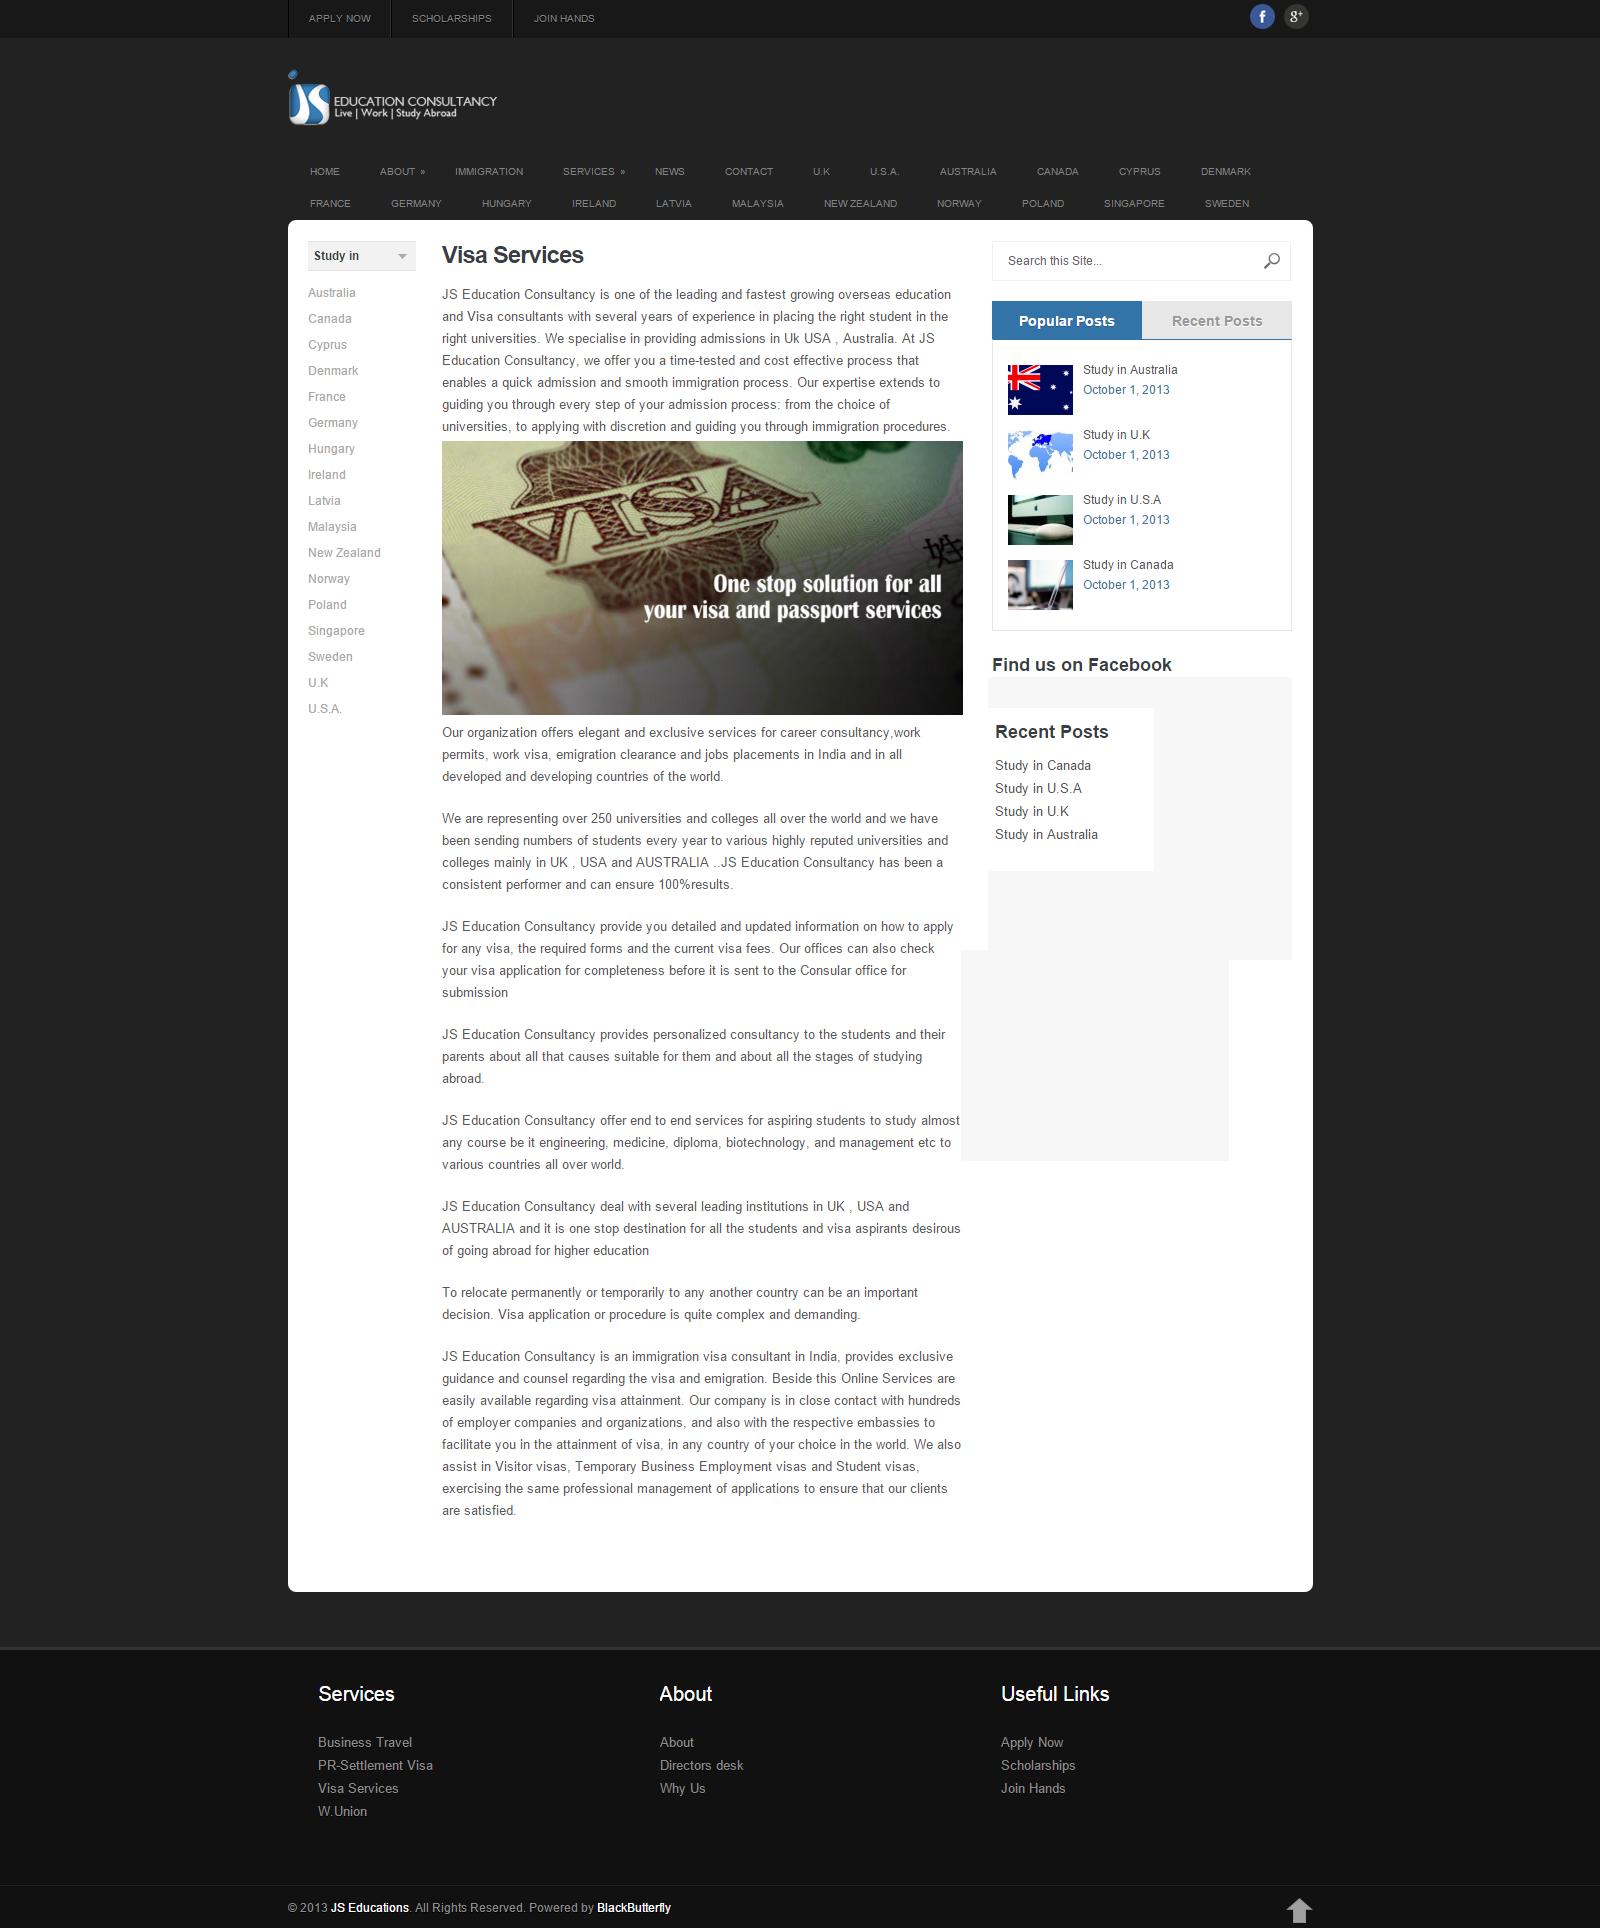 APPLY NOW SCHOLARSHIPS JOIN HANDS
f g+
JS EDUCATION CONSULTANCY
Live | Work | Study Abroad
HOME ABOUT » IMMIGRATION SERVICES » NEWS CONTACT U.K U.S.A. AUSTRALIA CANADA CYPRUS DENMARK
FRANCE GERMANY HUNGARY IRELAND LATVIA MALAYSIA NEW ZEALAND NORWAY POLAND SINGAPORE SWEDEN
Study in
Australia
Canada
Cyprus
Denmark
France
Germany
Hungary
Ireland
Latvia
Malaysia
New Zealand
Norway
Poland
Singapore
Sweden
U.K
U.S.A.
Visa Services
JS Education Consultancy is one of the leading and fastest growing overseas education
and Visa consultants with several years of experience in placing the right student in the
right universities. We specialise in providing admissions in Uk USA , Australia. At JS
Education Consultancy, we offer you a time-tested and cost effective process that
enables a quick admission and smooth immigration process. Our expertise extends to
guiding you through every step of your admission process: from the choice of
universities, to applying with discretion and guiding you through immigration procedures.
VISA
姓
One stop solution for all
your visa and passport services
Our organization offers elegant and exclusive services for career consultancy,work
permits, work visa, emigration clearance and jobs placements in India and in all
developed and developing countries of the world.
We are representing over 250 universities and colleges all over the world and we have
been sending numbers of students every year to various highly reputed universities and
colleges mainly in UK , USA and AUSTRALIA ..JS Education Consultancy has been a
consistent performer and can ensure 100%results.
JS Education Consultancy provide you detailed and updated information on how to apply
for any visa, the required forms and the current visa fees. Our offices can also check
your visa application for completeness before it is sent to the Consular office for
submission
JS Education Consultancy provides personalized consultancy to the students and their
parents about all that causes suitable for them and about all the stages of studying
abroad.
JS Education Consultancy offer end to end services for aspiring students to study almost
any course be it engineering, medicine, diploma, biotechnology, and management etc to
various countries all over world.
JS Education Consultancy deal with several leading institutions in UK , USA and
AUSTRALIA and it is one stop destination for all the students and visa aspirants desirous
of going abroad for higher education
To relocate permanently or temporarily to any another country can be an important
decision. Visa application or procedure is quite complex and demanding.
JS Education Consultancy is an immigration visa consultant in India, provides exclusive
guidance and counsel regarding the visa and emigration. Beside this Online Services are
easily available regarding visa attainment. Our company is in close contact with hundreds
of employer companies and organizations, and also with the respective embassies to
facilitate you in the attainment of visa, in any country of your choice in the world. We also
assist in Visitor visas, Temporary Business Employment visas and Student visas,
exercising the same professional management of applications to ensure that our clients
are satisfied.
Search this Site...
Popular Posts Recent Posts
Study in Australia
October 1, 2013
Study in U.K
October 1, 2013
Study in U.S.A
October 1, 2013
Study in Canada
October 1, 2013
Find us on Facebook
Recent Posts
Study in Canada
Study in U.S.A
Study in U.K
Study in Australia
Services
Business Travel
PR-Settlement Visa
Visa Services
W.Union
About
About
Directors desk
Why Us
Useful Links
Apply Now
Scholarships
Join Hands
© 2013 JS Educations. All Rights Reserved. Powered by BlackButterfly